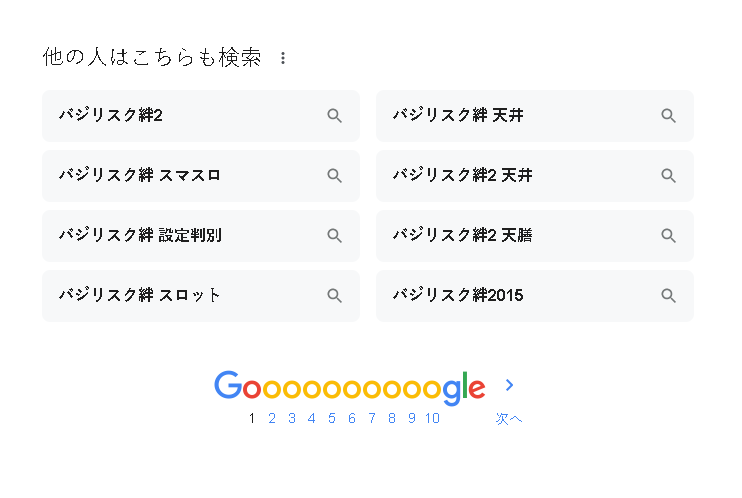 他の人はこちらも検索
バジリスク絆2
バジリスク絆 天井
バジリスク絆 スマスロ
バジリスク絆2 天井
バジリスク絆 設定判別
バジリスク絆2 天膳
バジリスク絆 スロット
バジリスク絆2015
Goooooooooogle
1 2 3 4 5 6 7 8 9 10 次へ